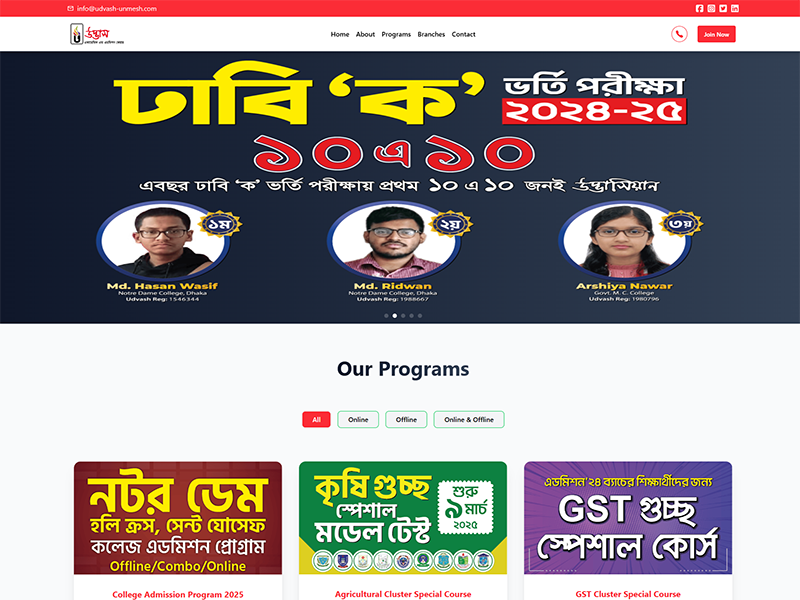 info@udvash-unmesh.com
উদ্ভাস
Home About Programs Branches Contact
Join Now
ঢাবি ‘ক’ ভর্তি পরীক্ষা
২০২৪-২৫
১০ এ ১০
এবছর ঢাবি ‘ক’ ভর্তি পরীক্ষায় প্রথম ১০ এ ১০ জনই উদ্ভাসিয়ান
১ম
২য়
৩য়
Md. Hasan Wasif
Notre Dame College, Dhaka
Udvash Reg: 1546344
Md. Ridwan
Notre Dame College, Dhaka
Udvash Reg: 1988667
Arshiya Nawar
Govt. M. C. College
Udvash Reg: 1980796
Our Programs
All Online Offline Online & Offline
নটর ডেম
হলি ক্রস, সেন্ট যোসেফ
কলেজ এডমিশন প্রোগ্রাম
Offline/Combo/Online
College Admission Program 2025
কৃষি গুচ্ছ
স্পেশাল
মডেল টেস্ট
শুরু
৯ মার্চ
২০২৫
Agricultural Cluster Special Course
এডমিশন'২৪ ব্যাচের শিক্ষার্থীদের জন্য
GST গুচ্ছ
স্পেশাল কোর্স
GST Cluster Special Course